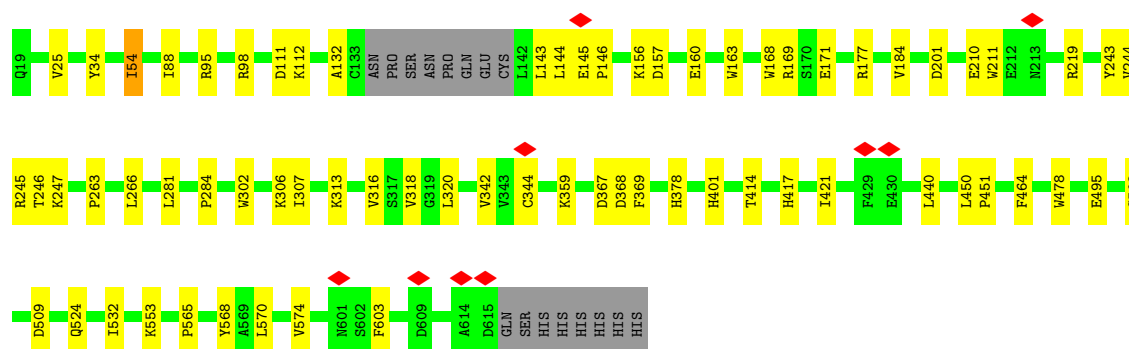 Q19 V25 Y34 I54 I88 R95 R98 D111 K112 A132 C133 ASN PRO SER ASN PRO GLN GLU CYS L142 L143 L144 E145 P146 K156 D157 E160 W163 W168 R169 S170 E171 R177 V184 D201 E210 W211 E212 N213 R219 Y243 V244
R245 T246 K247 P263 L266 L281 P284 W302 K306 I307 K313 V316 S317 V318 G319 L320 V342 V343 C344 K359 D367 D368 F369 H378 H401 T414 H417 I421 F429 E430 L440 L450 P451 F464 W478 E495
D509 Q524 I532 K553 P565 Y568 A569 L570 V574 N601 S602 F603 D609 A614 D615 GLN SER HIS HIS HIS HIS HIS HIS